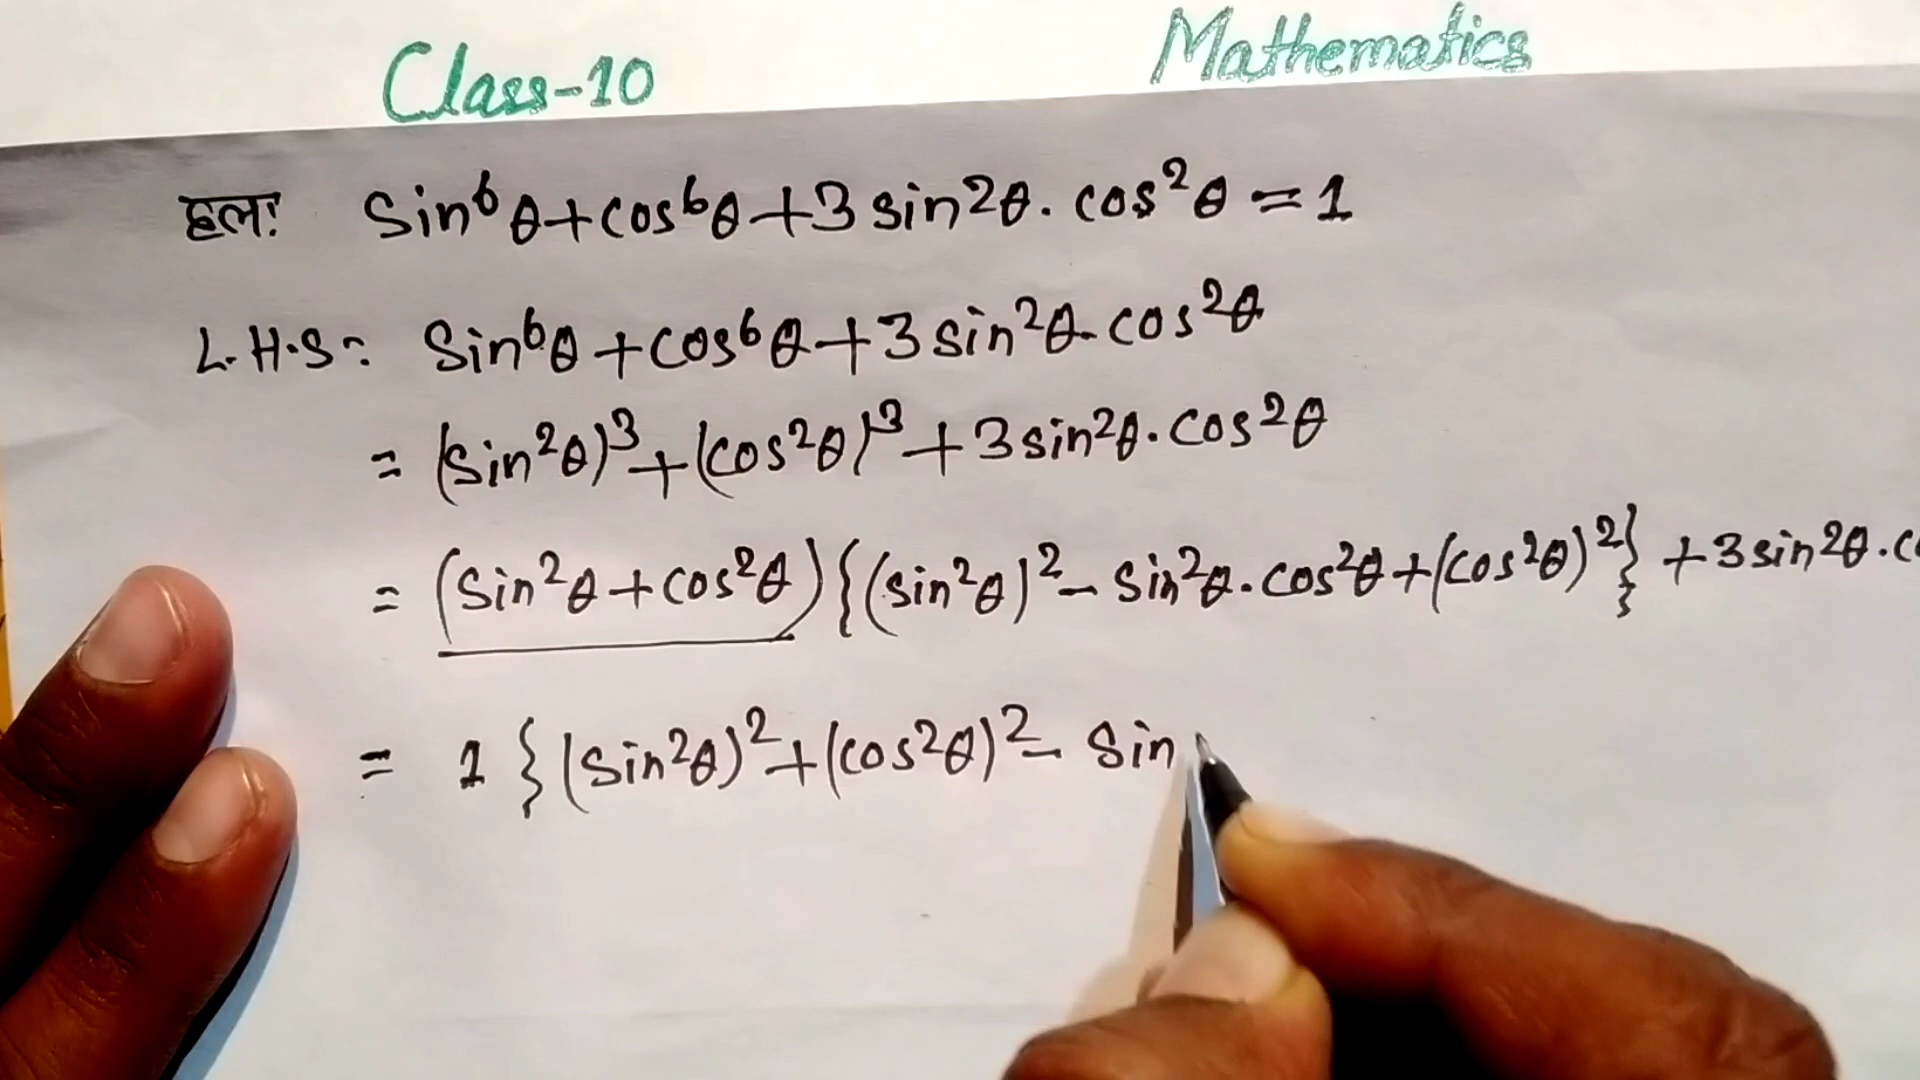 Class-10 Mathematics
हलः Sin⁶θ+cos⁶θ+3sin2θ.cos²θ=1
L.H.S:- Sin⁶θ+cos⁶θ+3sin²θ.cos²θ
= (sin²θ)³+(cos²θ)³+3sin²θ.cos²θ
= (Sin²θ+cos²θ){(sin²θ)²-Sin²θ.cos²θ+(cos²θ)²}+3sin²θ.c
= 1{(Sin²θ)²+(cos²θ)²-Sin